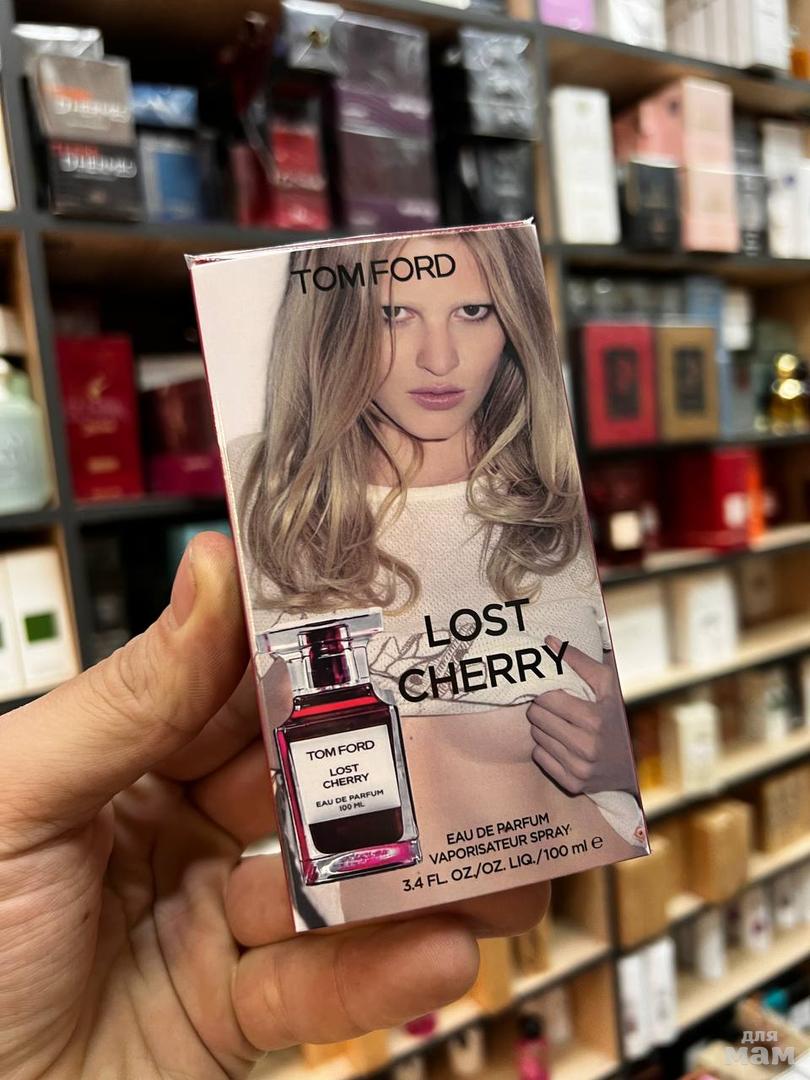 TOM FORD
LOST
CHERRY
TOM FORD
LOST
CHERRY
EAU DE PARFUM
100 ML
EAU DE PARFUM
VAPORISATEUR SPRAY
3.4 FL. OZ./OZ. LIQ./100 ml e
для
мам